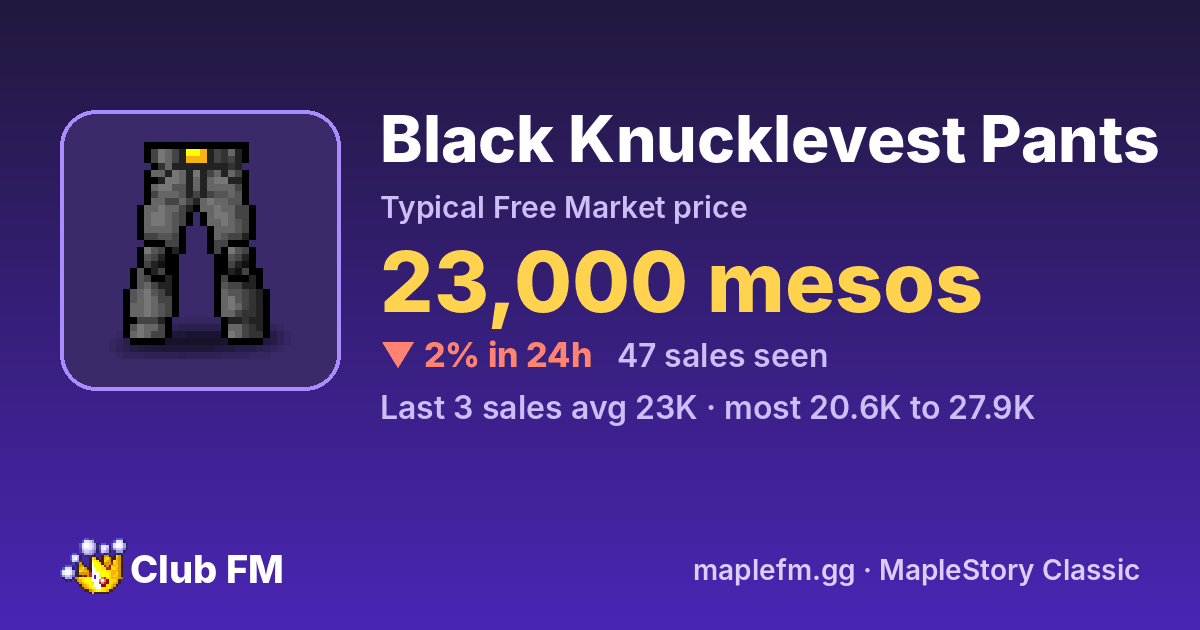 Black Knucklevest Pants
Typical Free Market price
23,000 mesos
▼ 2% in 24h 47 sales seen
Last 3 sales avg 23K · most 20.6K to 27.9K
Club FM
maplefm.gg · MapleStory Classic